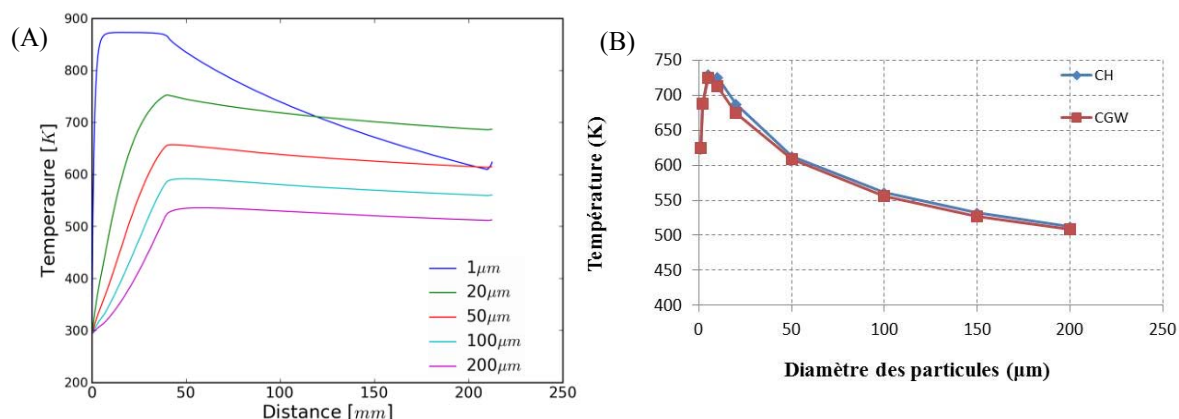 (A)
900
800
700
600
500
400
300
200
Temperature [K]
1μm
20μm
50μm
100μm
200μm
0 50 100 150 200 250
Distance [mm]
(B)
750
700
650
600
550
500
450
400
Température (K)
CH
CGW
0 50 100 150 200 250
Diamètre des particules (μm)